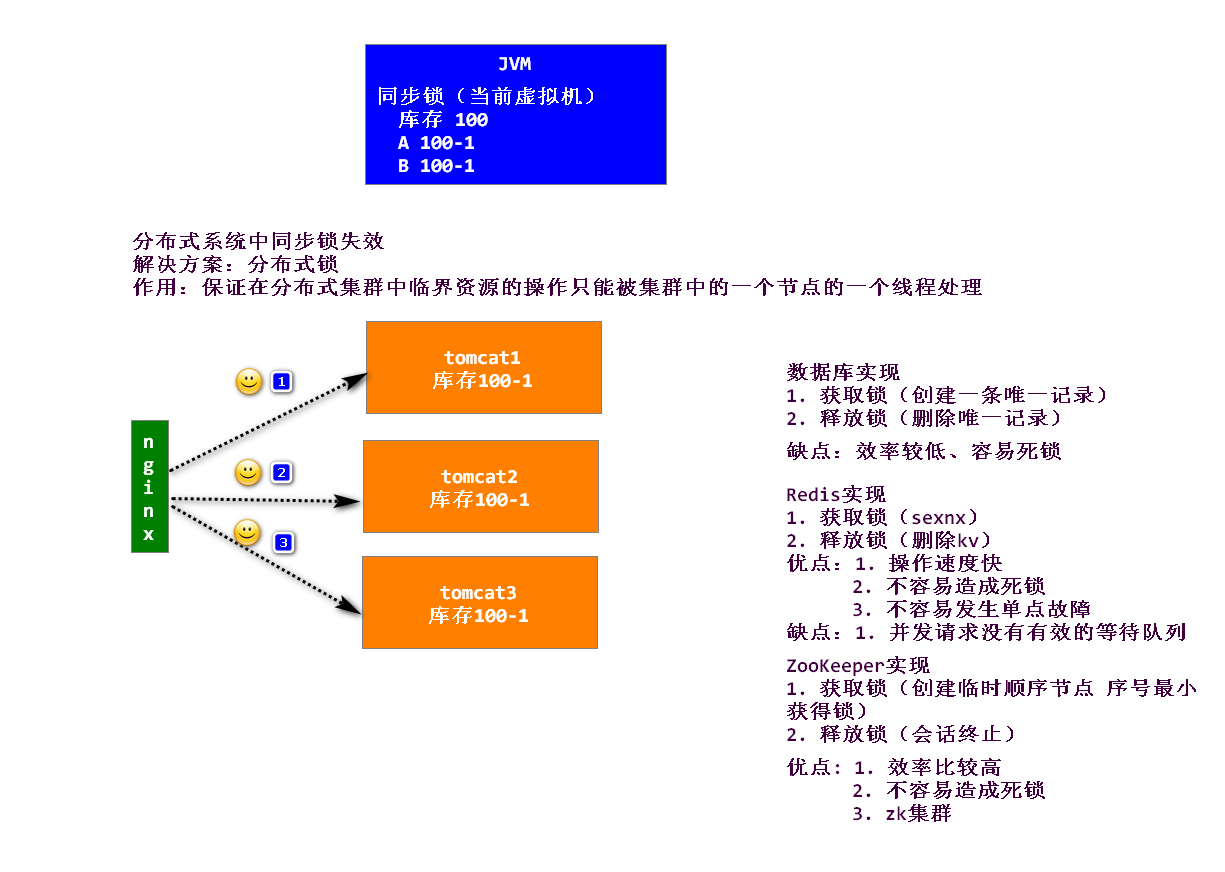 JVM
同步锁（当前虚拟机）
库存 100
A 100-1
B 100-1
分布式系统中同步锁失效
解决方案：分布式锁
作用：保证在分布式集群中临界资源的操作只能被集群中的一个节点的一个线程处理
nginx
1
2
3
tomcat1
库存100-1
tomcat2
库存100-1
tomcat3
库存100-1
数据库实现
1. 获取锁（创建一条唯一记录）
2. 释放锁（删除唯一记录）
缺点：效率较低、容易死锁
Redis实现
1. 获取锁（sexnx）
2. 释放锁（删除kv）
优点：1. 操作速度快
2. 不容易造成死锁
3. 不容易发生单点故障
缺点：1. 并发请求没有有效的等待队列
ZooKeeper实现
1. 获取锁（创建临时顺序节点 序号最小
获得锁）
2. 释放锁（会话终止）
优点：1. 效率比较高
2. 不容易造成死锁
3. zk集群